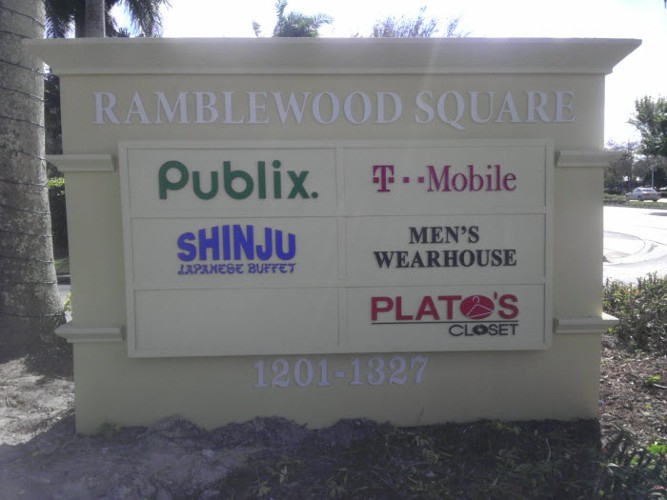 RAMBLEWOOD SQUARE
Publix.
T··Mobile
SHINJU
JAPANESE BUFFET
MEN'S
WEARHOUSE
PLATO'S
CLOSET
1201-1327